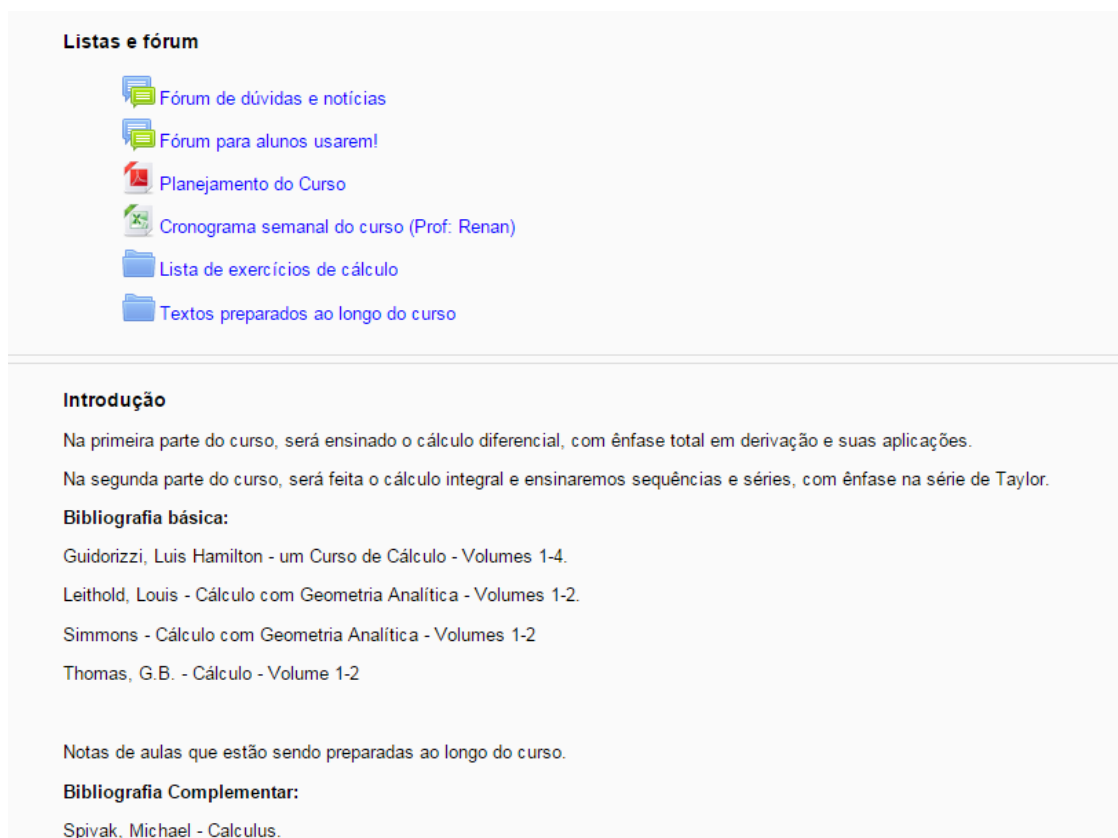 Listas e fórum
Fórum de dúvidas e notícias
Fórum para alunos usarem!
Planejamento do Curso
Cronograma semanal do curso (Prof: Renan)
Lista de exercícios de cálculo
Textos preparados ao longo do curso
Introdução
Na primeira parte do curso, será ensinado o cálculo diferencial, com ênfase total em derivação e suas aplicações.
Na segunda parte do curso, será feita o cálculo integral e ensinaremos sequências e séries, com ênfase na série de Taylor.
Bibliografia básica:
Guidorizzi, Luis Hamilton - um Curso de Cálculo - Volumes 1-4.
Leithold, Louis - Cálculo com Geometria Analítica - Volumes 1-2.
Simmons - Cálculo com Geometria Analítica - Volumes 1-2
Thomas, G.B. - Cálculo - Volume 1-2
Notas de aulas que estão sendo preparadas ao longo do curso.
Bibliografia Complementar:
Spivak, Michael - Calculus.